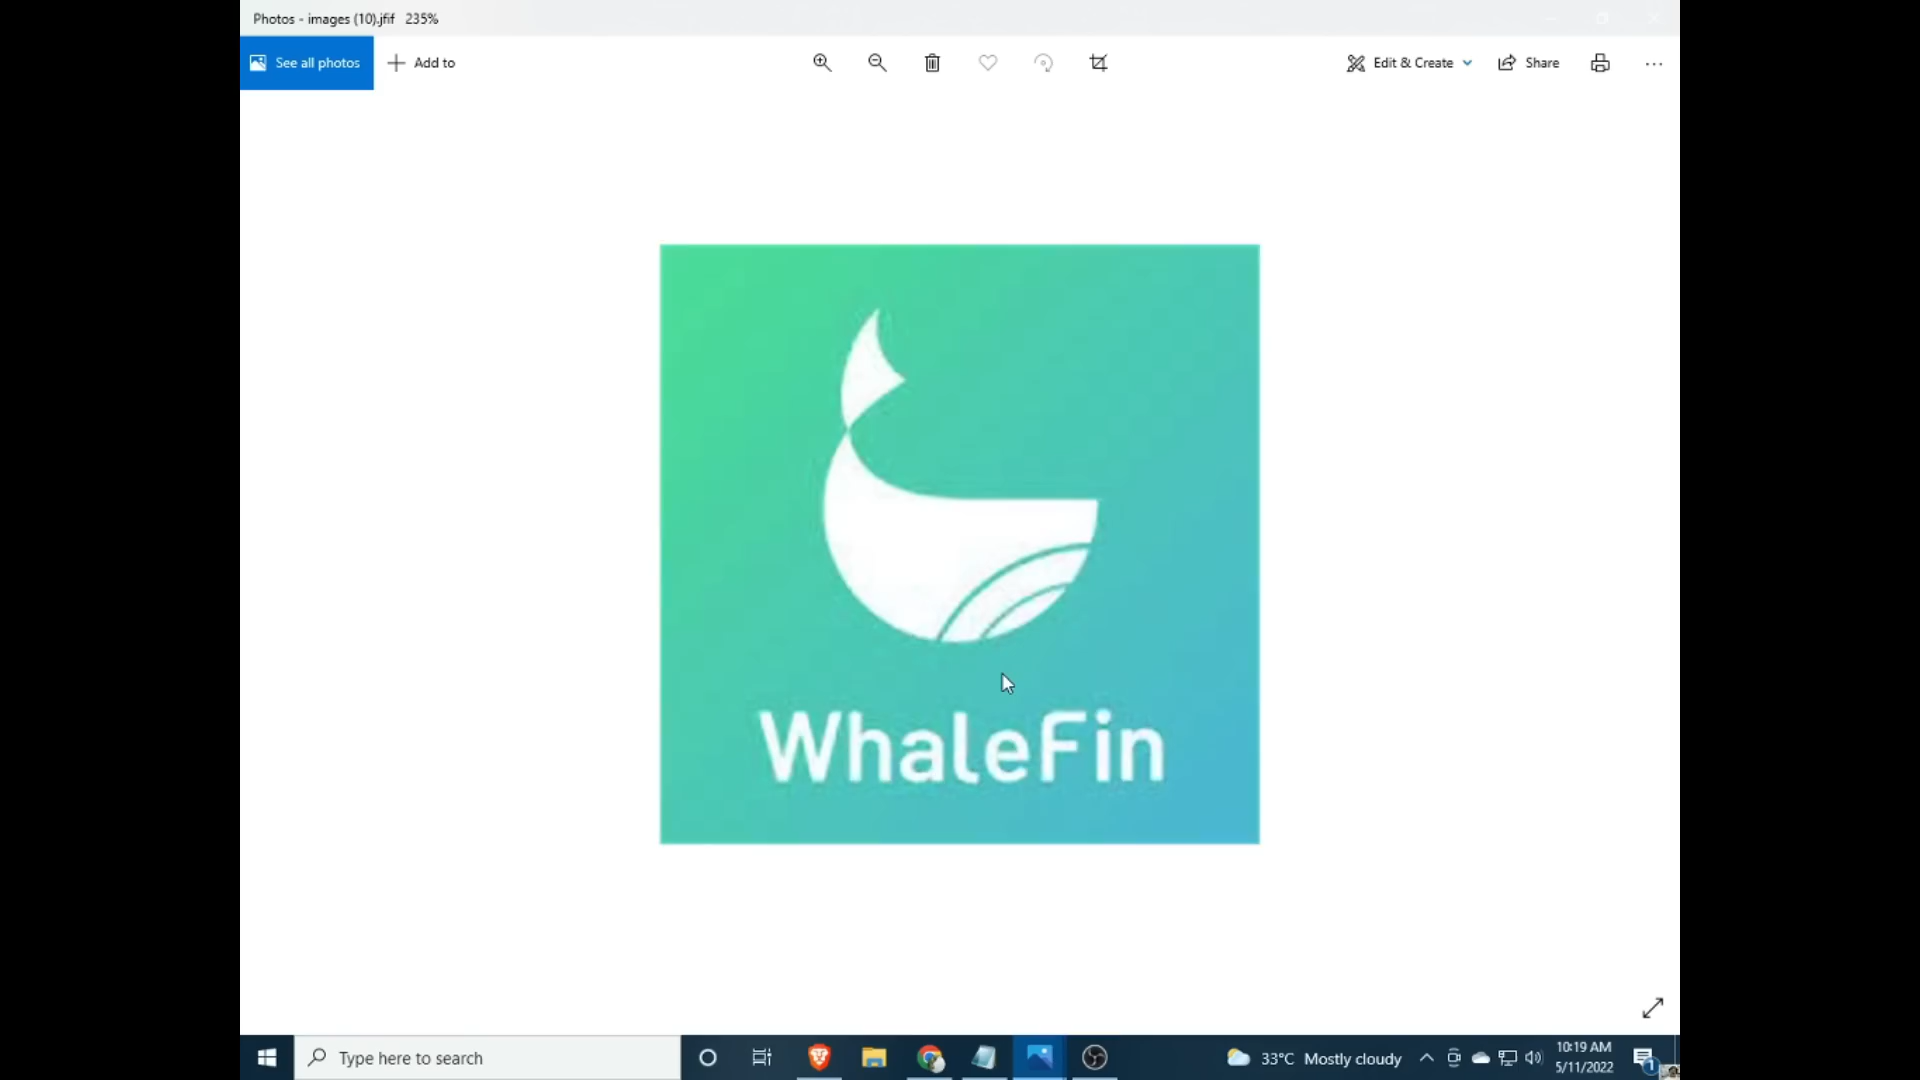 Photos - images (10).jfif 235%
See all photos
Add to
Edit & Create
Share
WhaleFin
Type here to search
33°C Mostly cloudy
10:19 AM
5/11/2022
1